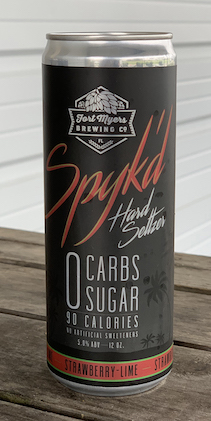 Fort Myers
BREWING CO
FL
Spyk'd
Hard
Seltzer
0 CARBS
SUGAR
90 CALORIES
NO ARTIFICIAL SWEETENERS
5.0% ABV — 12 OZ.
STRAWBERRY-LIME